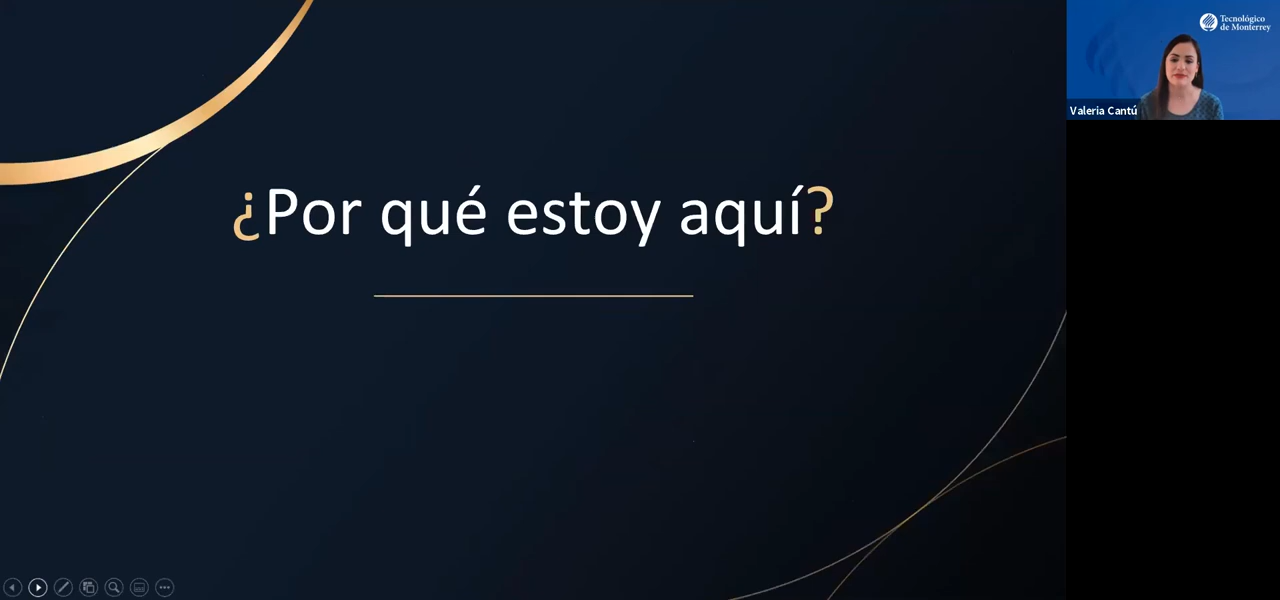 ¿Por qué estoy aquí?
Tecnológico
de Monterrey
Valeria Cantú